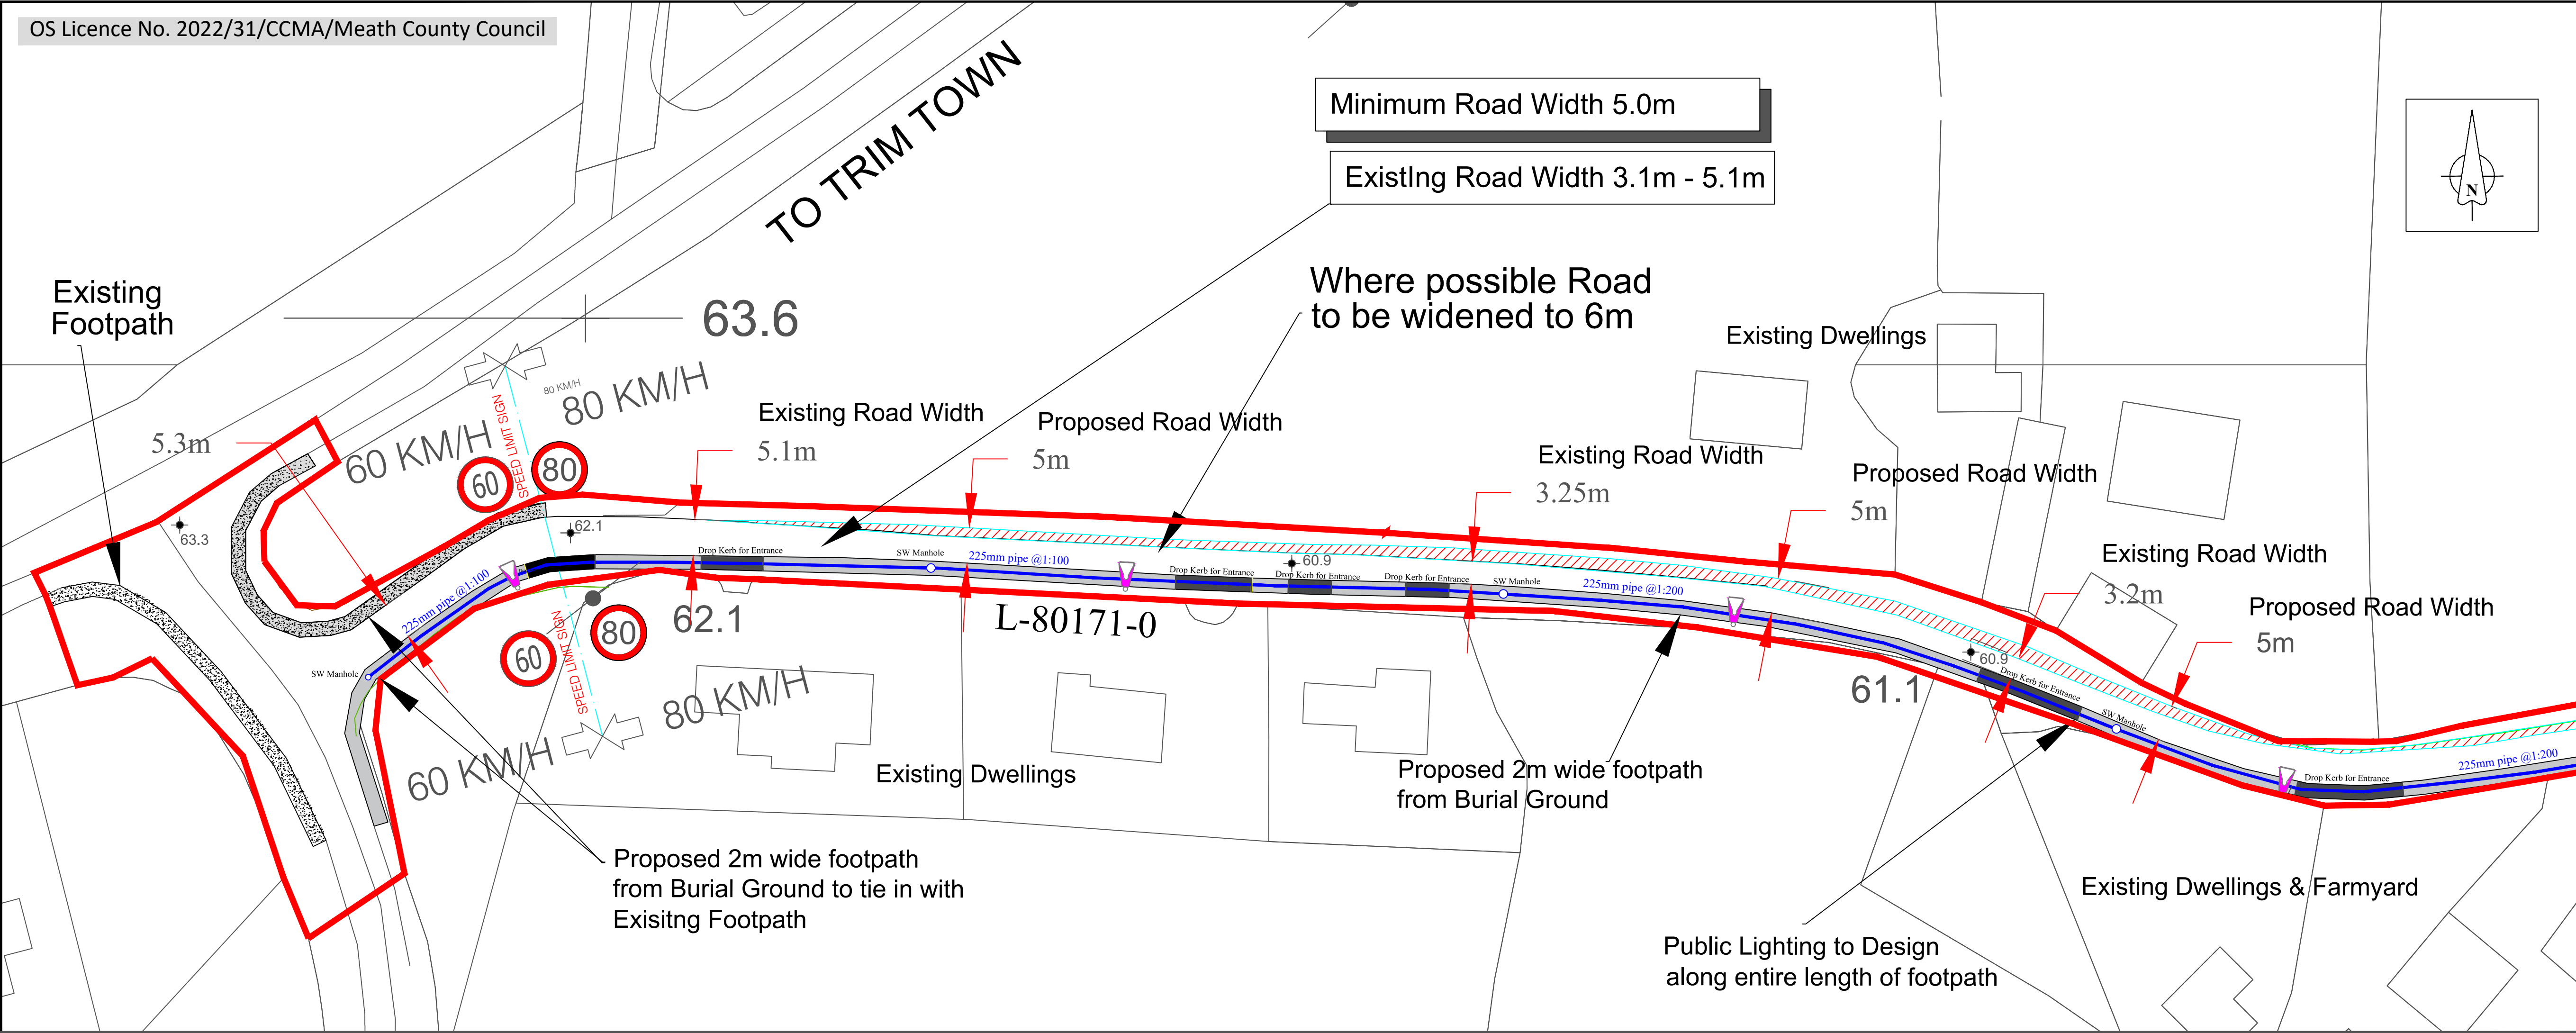 OS Licence No. 2022/31/CCMA/Meath County Council
TO TRIM TOWN
Minimum Road Width 5.0m
ExistIng Road Width 3.1m - 5.1m
N
Existing
Footpath
63.6
Where possible Road
to be widened to 6m
Existing Dwellings
80 KM/H
80 KM/H
60 KM/H
SPEED LIMIT SIGN
60
80
5.3m
Existing Road Width
5.1m
Proposed Road Width
5m
Existing Road Width
3.25m
Proposed Road Width
5m
Existing Road Width
3.2m
Proposed Road Width
5m
63.3
62.1
Drop Kerb for Entrance
SW Manhole
225mm pipe @1:100
60.9
Drop Kerb for Entrance
Drop Kerb for Entrance
Drop Kerb for Entrance
SW Manhole
225mm pipe @1:200
225mm pipe @1:100
SW Manhole
62.1
L-80171-0
60
80
SPEED LIMIT SIGN
80 KM/H
60 KM/H
60.9
Drop Kerb for Entrance
61.1
SW Manhole
Drop Kerb for Entrance
225mm pipe @1:200
Existing Dwellings
Proposed 2m wide footpath
from Burial Ground
Proposed 2m wide footpath
from Burial Ground to tie in with
Exisitng Footpath
Existing Dwellings & Farmyard
Public Lighting to Design
along entire length of footpath